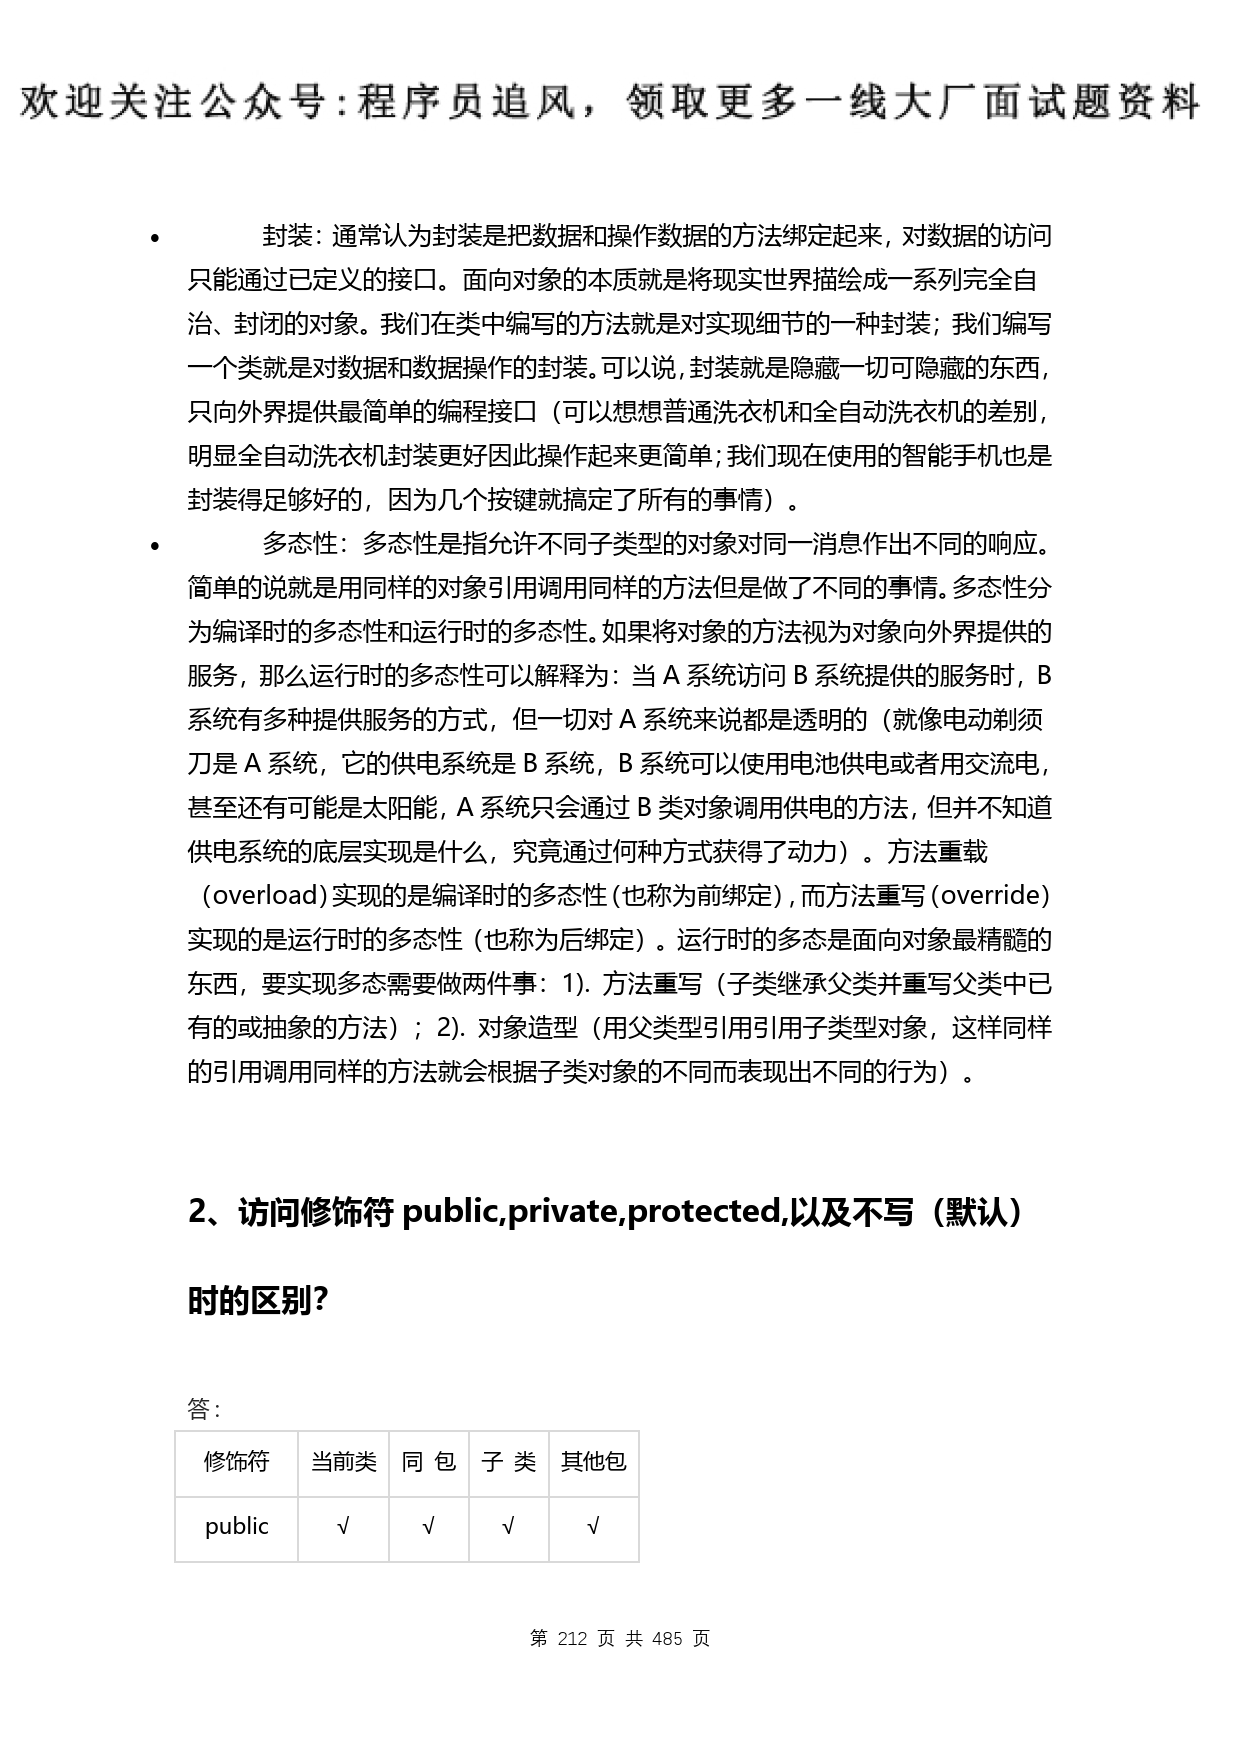 欢迎关注公众号:程序员追风，领取更多一线大厂面试题资料
• 封装：通常认为封装是把数据和操作数据的方法绑定起来，对数据的访问
只能通过已定义的接口。面向对象的本质就是将现实世界描绘成一系列完全自
治、封闭的对象。我们在类中编写的方法就是对实现细节的一种封装；我们编写
一个类就是对数据和数据操作的封装。可以说，封装就是隐藏一切可隐藏的东西，
只向外界提供最简单的编程接口（可以想想普通洗衣机和全自动洗衣机的差别，
明显全自动洗衣机封装更好因此操作起来更简单；我们现在使用的智能手机也是
封装得足够好的，因为几个按键就搞定了所有的事情）。
• 多态性：多态性是指允许不同子类型的对象对同一消息作出不同的响应。
简单的说就是用同样的对象引用调用同样的方法但是做了不同的事情。多态性分
为编译时的多态性和运行时的多态性。如果将对象的方法视为对象向外界提供的
服务，那么运行时的多态性可以解释为：当 A 系统访问 B 系统提供的服务时，B
系统有多种提供服务的方式，但一切对 A 系统来说都是透明的（就像电动剃须
刀是 A 系统，它的供电系统是 B 系统，B 系统可以使用电池供电或者用交流电，
甚至还有可能是太阳能，A 系统只会通过 B 类对象调用供电的方法，但并不知道
供电系统的底层实现是什么，究竟通过何种方式获得了动力）。方法重载
（overload）实现的是编译时的多态性（也称为前绑定），而方法重写（override）
实现的是运行时的多态性（也称为后绑定）。运行时的多态是面向对象最精髓的
东西，要实现多态需要做两件事：1). 方法重写（子类继承父类并重写父类中已
有的或抽象的方法）；2). 对象造型（用父类型引用引用子类型对象，这样同样
的引用调用同样的方法就会根据子类对象的不同而表现出不同的行为）。
2、访问修饰符 public,private,protected,以及不写（默认）
时的区别？
答：
修饰符 当前类 同 包 子 类 其他包
public √ √ √ √
第 212 页 共 485 页